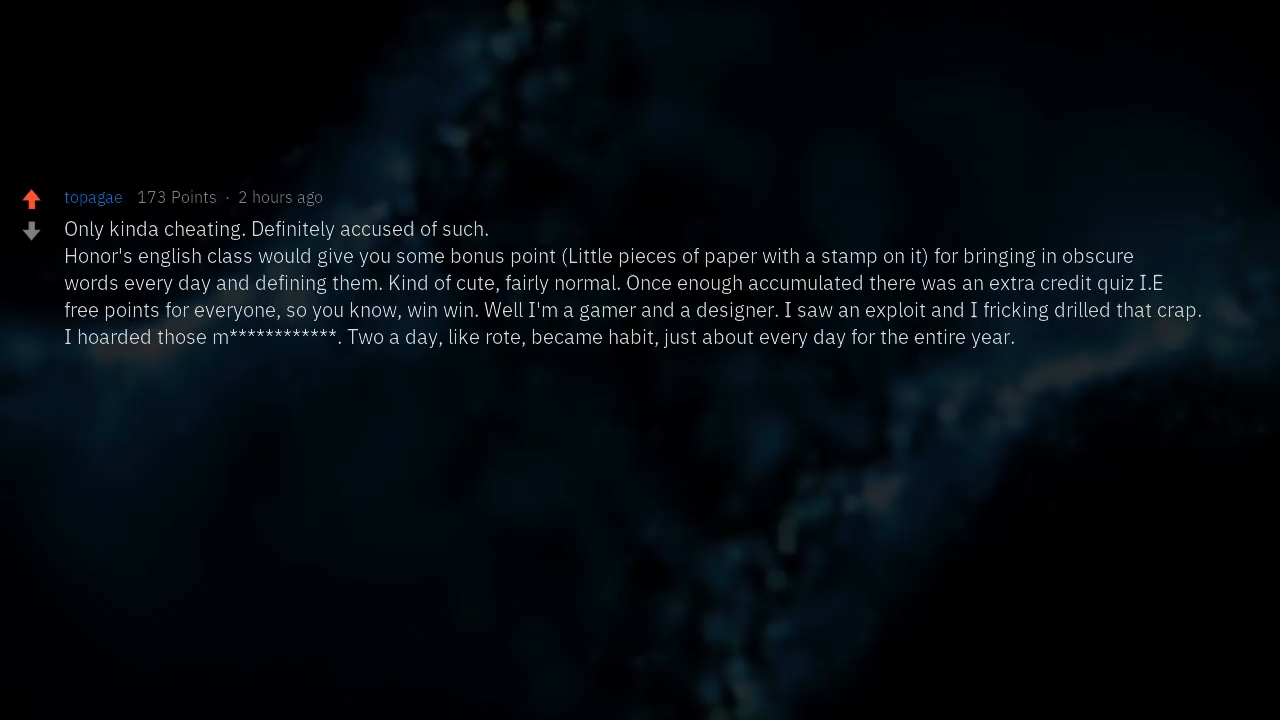 topagae 173 Points · 2 hours ago
Only kinda cheating. Definitely accused of such.
Honor's english class would give you some bonus point (Little pieces of paper with a stamp on it) for bringing in obscure
words every day and defining them. Kind of cute, fairly normal. Once enough accumulated there was an extra credit quiz I.E
free points for everyone, so you know, win win. Well I'm a gamer and a designer. I saw an exploit and I fricking drilled that crap.
I hoarded those m************. Two a day, like rote, became habit, just about every day for the entire year.